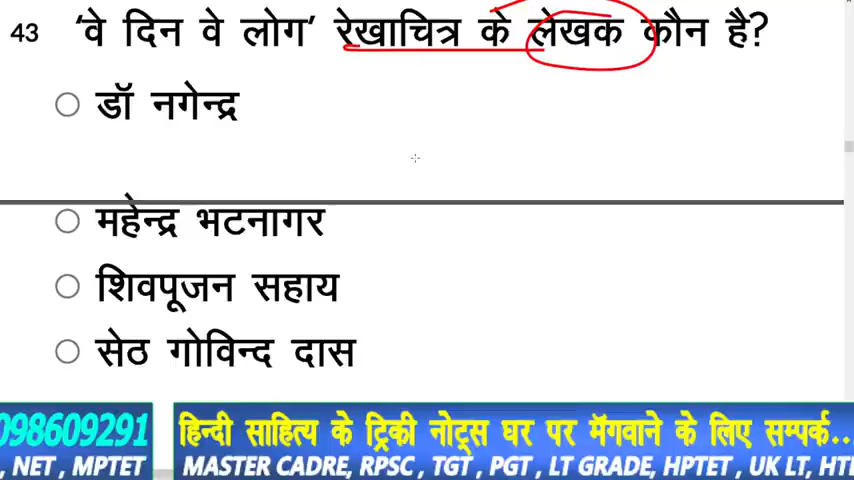 43 'वे दिन वे लोग' रेखाचित्र के लेखक कौन है?
डॉ नगेन्द्र
महेन्द्र भटनागर
शिवपूजन सहाय
सेठ गोविन्द दास
098609291 हिन्दी साहित्य के ट्रिकी नोट्स घर पर मॅगवाने के लिए सम्पर्क...
, NET , MPTET MASTER CADRE, RPSC , TGT , PGT , LT GRADE, HPTET , UK LT, HTE